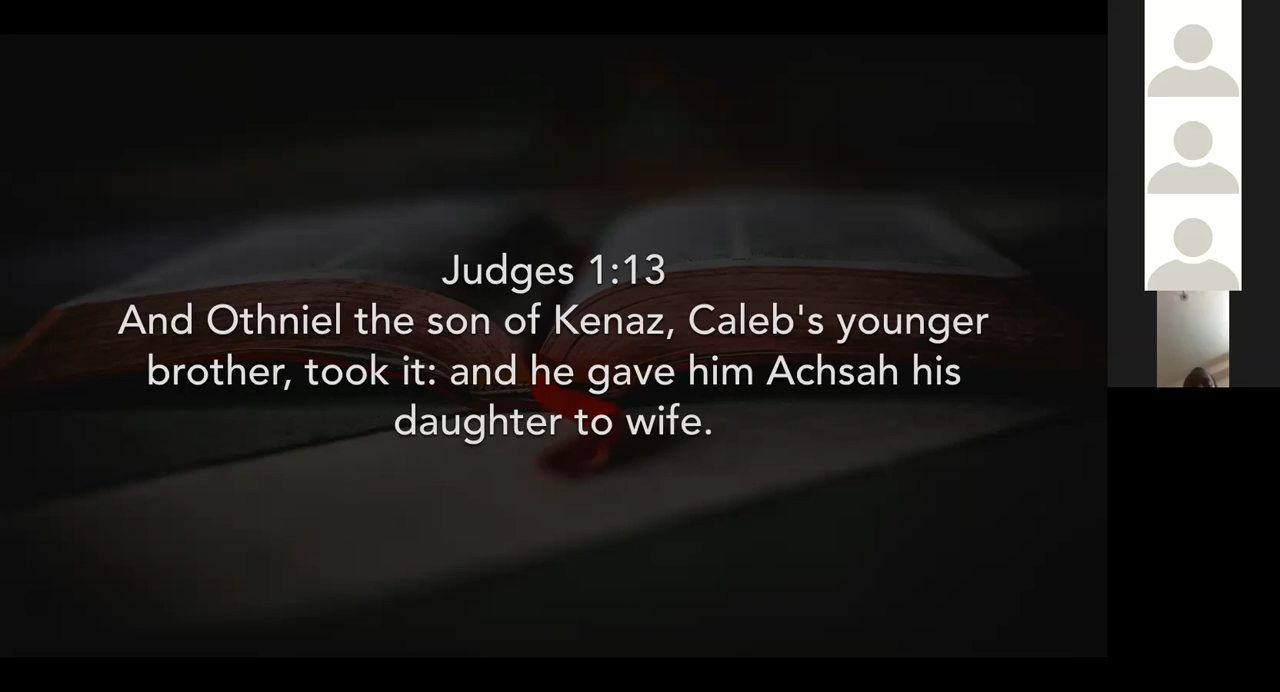 Judges 1:13
And Othniel the son of Kenaz, Caleb's younger
brother, took it: and he gave him Achsah his
daughter to wife.